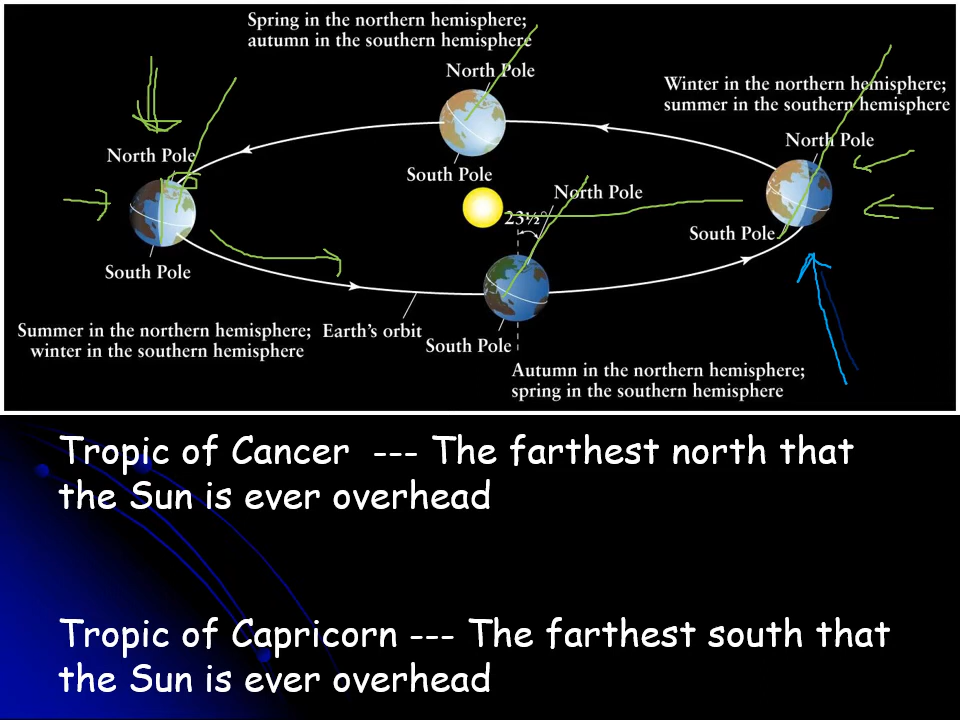 Spring in the northern hemisphere;
autumn in the southern hemisphere
North Pole
Winter in the northern hemisphere;
summer in the southern hemisphere
North Pole
North Pole
South Pole
North Pole
23½°
South Pole
South Pole
Summer in the northern hemisphere;
winter in the southern hemisphere
Earth's orbit
South Pole
Autumn in the northern hemisphere;
spring in the southern hemisphere
Tropic of Cancer --- The farthest north that
the Sun is ever overhead
Tropic of Capricorn --- The farthest south that
the Sun is ever overhead